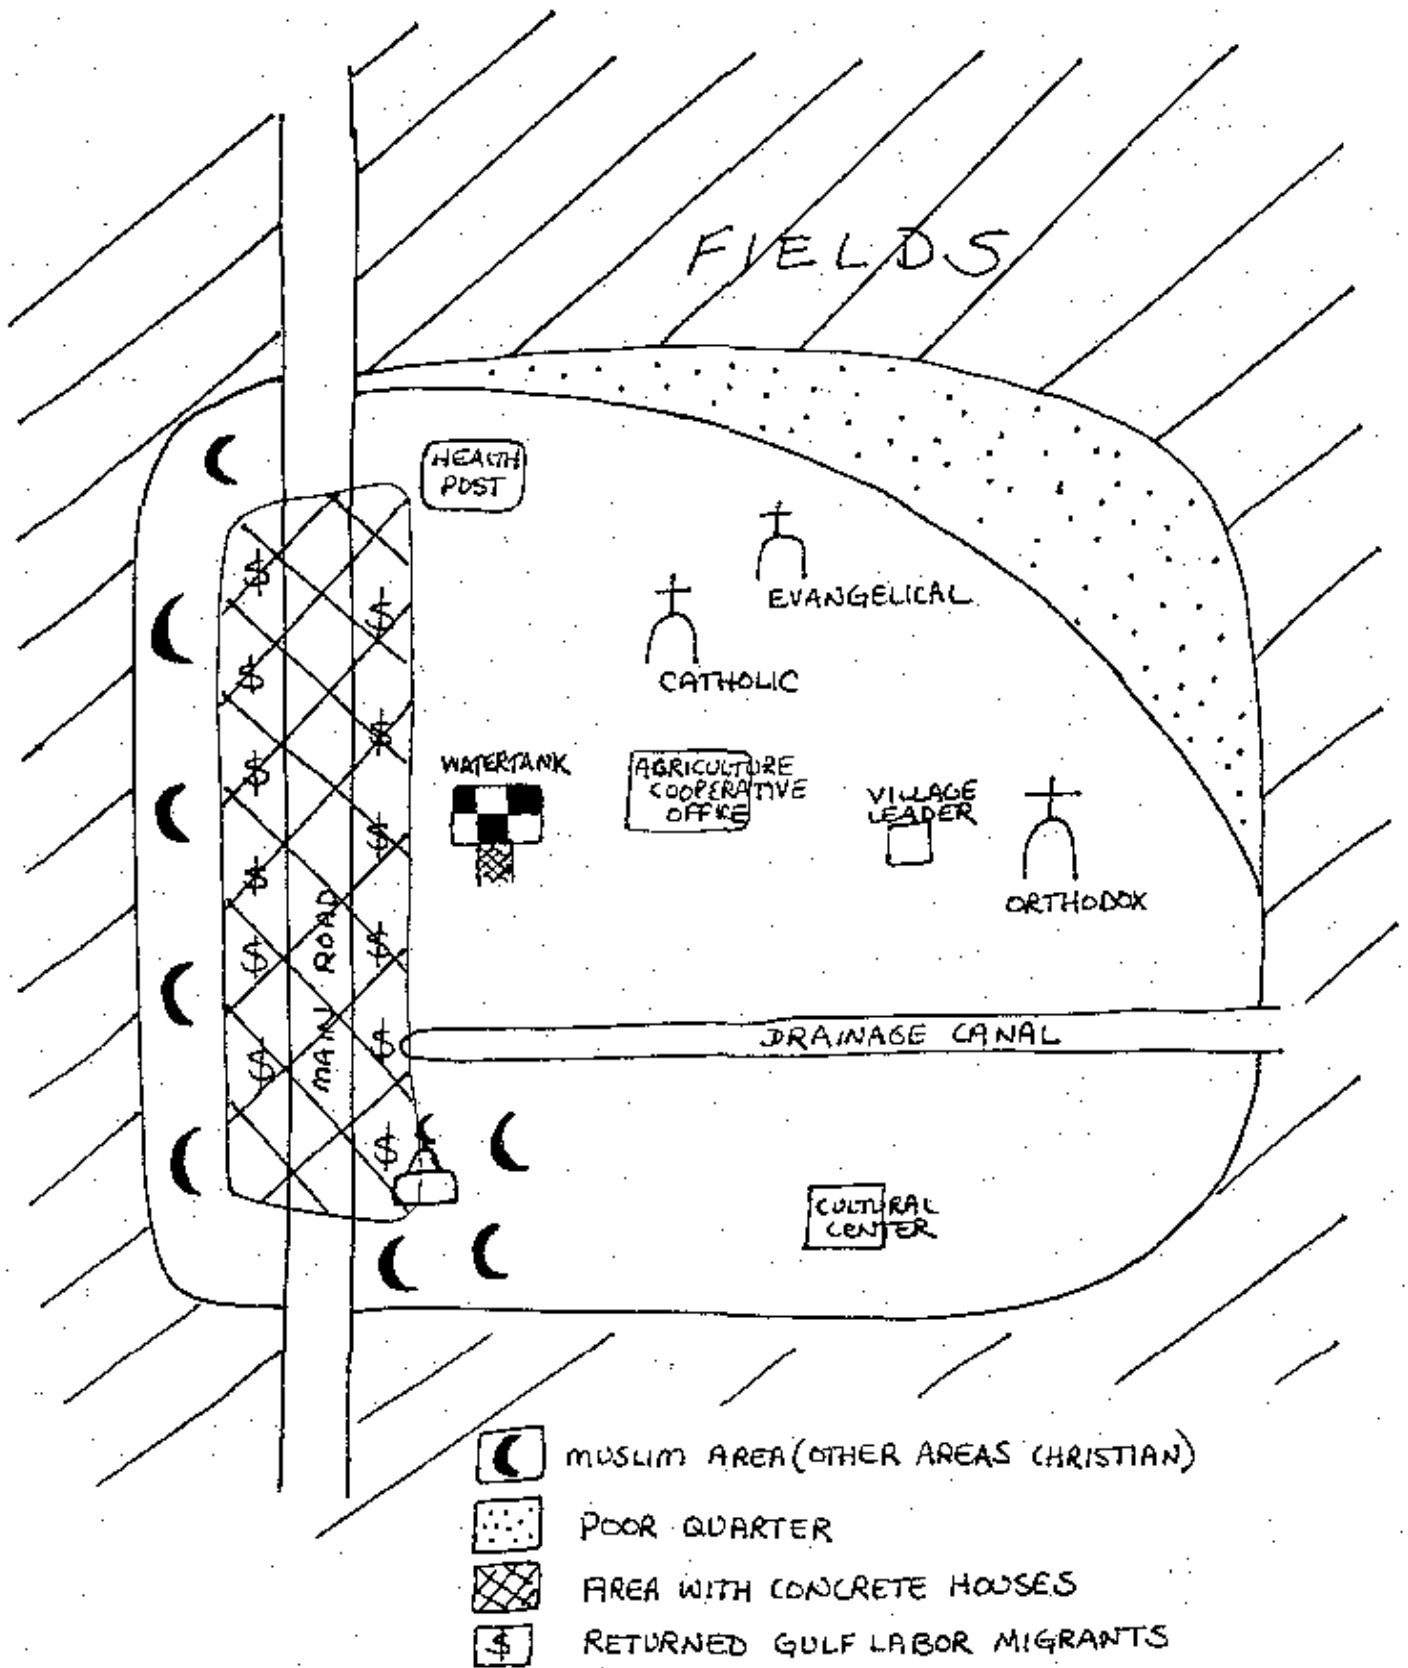 FIELDS
HEALTH
POST
EVANGELICAL
CATHOLIC
WATERTANK
AGRICULTURE
COOPERATIVE
OFFICE
VILLAGE
LEADER
ORTHODOX
MAIN ROAD
DRAINAGE CANAL
CULTURAL
CENTER
$
$
$
$
$
$
$
$
$
$
$
$
MUSLIM AREA (OTHER AREAS CHRISTIAN)
POOR QUARTER
AREA WITH CONCRETE HOUSES
$ RETURNED GULF LABOR MIGRANTS